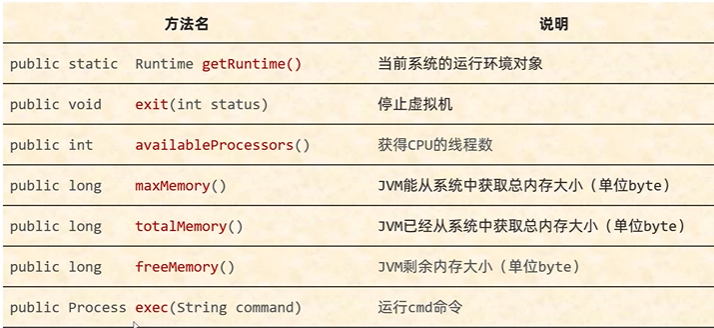 方法名 说明
public static Runtime getRuntime() 当前系统的运行环境对象
public void exit(int status) 停止虚拟机
public int availableProcessors() 获得CPU的线程数
public long maxMemory() JVM能从系统中获取总内存大小（单位byte）
public long totalMemory() JVM已经从系统中获取总内存大小（单位byte）
public long freeMemory() JVM剩余内存大小（单位byte）
public Process exec(String command) 运行cmd命令